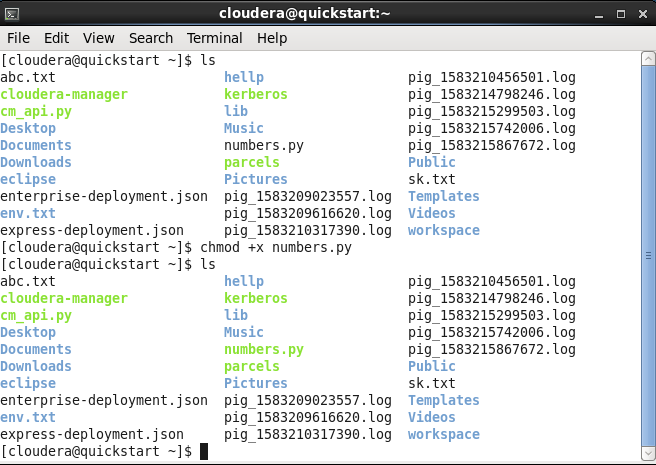 cloudera@quickstart:~
File Edit View Search Terminal Help
[cloudera@quickstart ~]$ ls
abc.txt hellp pig_1583210456501.log
cloudera-manager kerberos pig_1583214798246.log
cm_api.py lib pig_1583215299503.log
Desktop Music pig_1583215742006.log
Documents numbers.py pig_1583215867672.log
Downloads parcels Public
eclipse Pictures sk.txt
enterprise-deployment.json pig_1583209023557.log Templates
env.txt pig_1583209616620.log Videos
express-deployment.json pig_1583210317390.log workspace
[cloudera@quickstart ~]$ chmod +x numbers.py
[cloudera@quickstart ~]$ ls
abc.txt hellp pig_1583210456501.log
cloudera-manager kerberos pig_1583214798246.log
cm_api.py lib pig_1583215299503.log
Desktop Music pig_1583215742006.log
Documents numbers.py pig_1583215867672.log
Downloads parcels Public
eclipse Pictures sk.txt
enterprise-deployment.json pig_1583209023557.log Templates
env.txt pig_1583209616620.log Videos
express-deployment.json pig_1583210317390.log workspace
[cloudera@quickstart ~]$